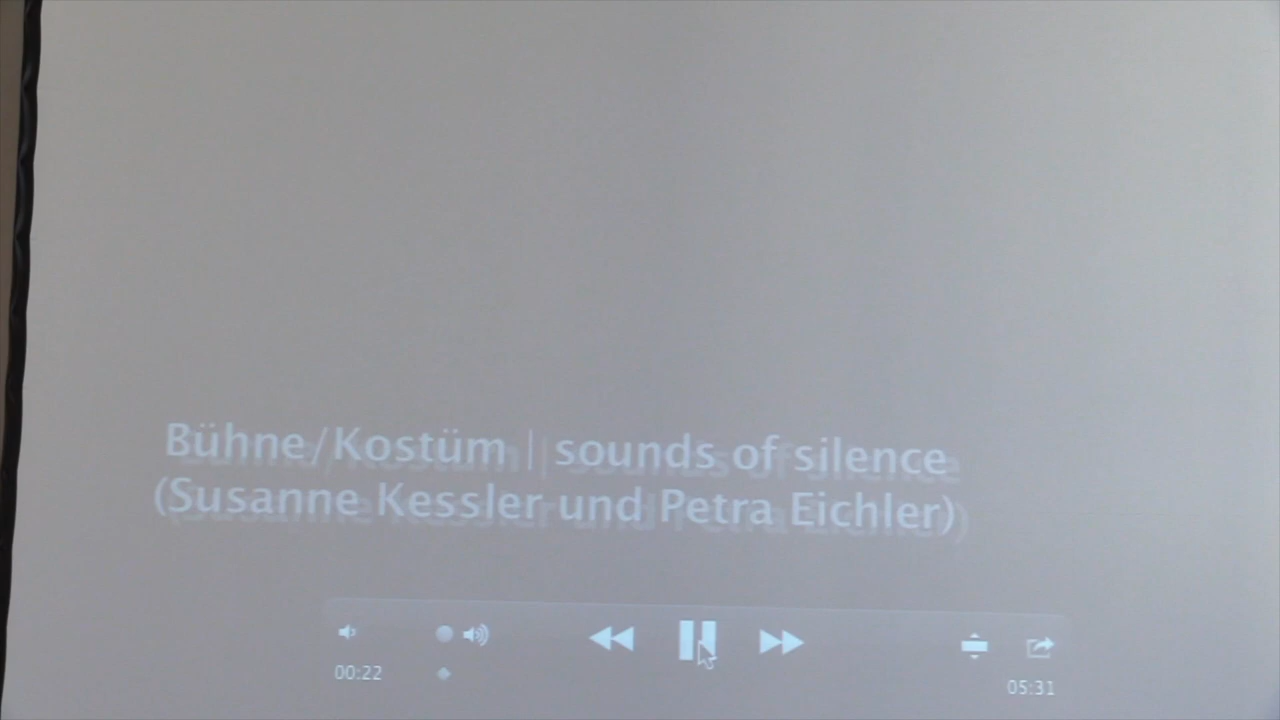 Bühne/Kostüm | sounds of silence
(Susanne Kessler und Petra Eichler)
00:22
05:31